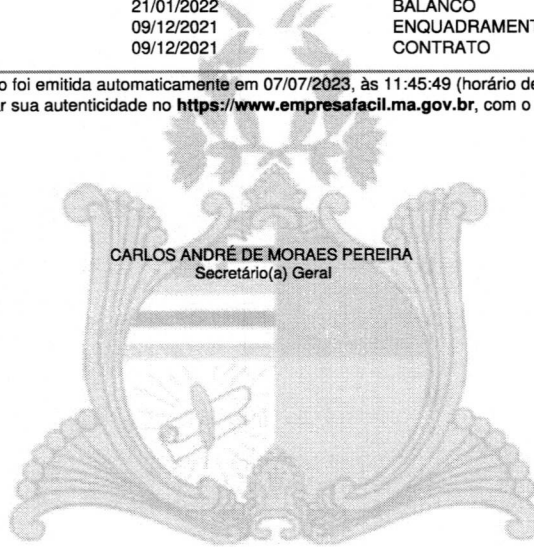 21/01/2022 BALANCO
09/12/2021 ENQUADRAMENT
09/12/2021 CONTRATO
o foi emitida automaticamente em 07/07/2023, às 11:45:49 (horário de
ar sua autenticidade no https://www.empresafacil.ma.gov.br, com o
CARLOS ANDRÉ DE MORAES PEREIRA
Secretário(a) Geral